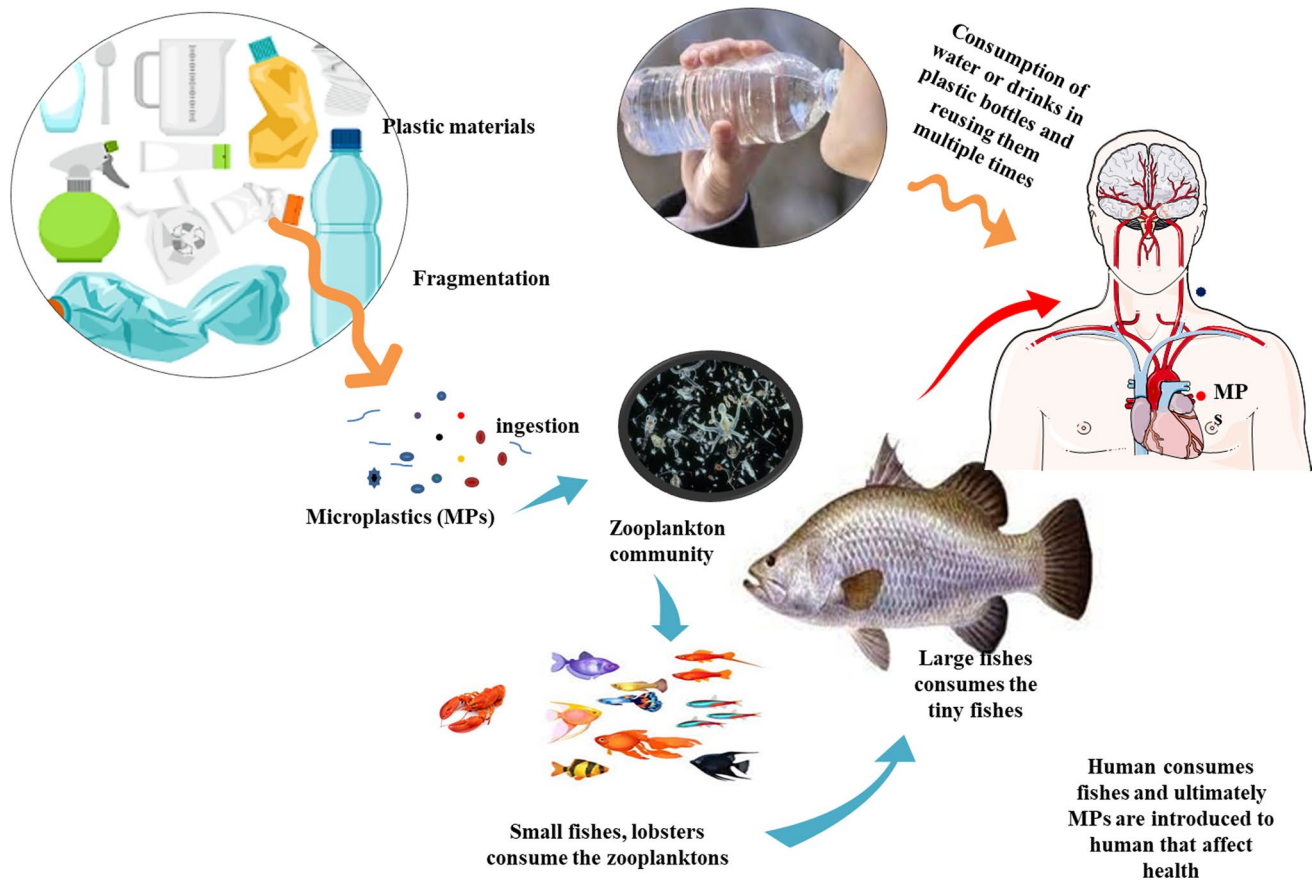 Plastic materials
Consumption of
water or drinks in
plastic bottles and
reusing them
multiple times
Fragmentation
ingestion
Microplastics (MPs)
Zooplankton
community
MP
s
Large fishes
consumes the
tiny fishes
Small fishes, lobsters
consume the zooplanktons
Human consumes
fishes and ultimately
MPs are introduced to
human that affect
health